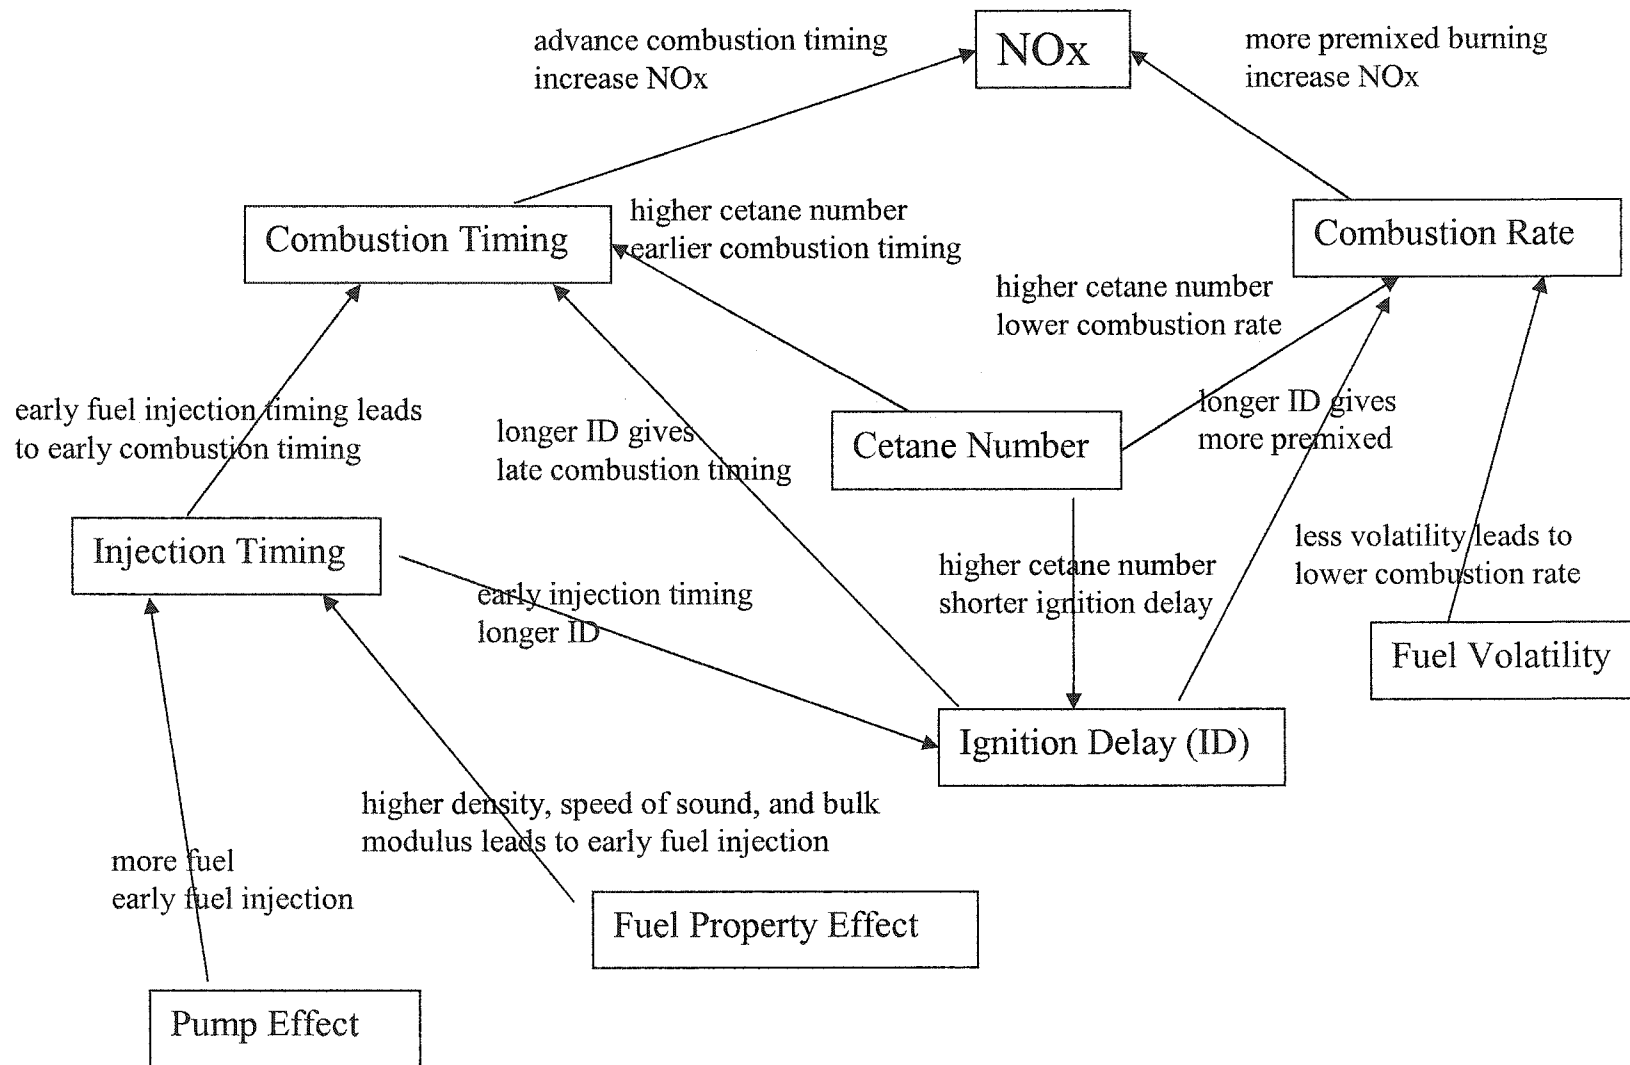 advance combustion timing
increase NOx
NOx
more premixed burning
increase NOx
Combustion Timing
higher cetane number
earlier combustion timing
Combustion Rate
higher cetane number
lower combustion rate
early fuel injection timing leads
to early combustion timing
longer ID gives
late combustion timing
Cetane Number
longer ID gives
more premixed
Injection Timing
early injection timing
longer ID
higher cetane number
shorter ignition delay
less volatility leads to
lower combustion rate
Fuel Volatility
Ignition Delay (ID)
higher density, speed of sound, and bulk
modulus leads to early fuel injection
more fuel
early fuel injection
Fuel Property Effect
Pump Effect